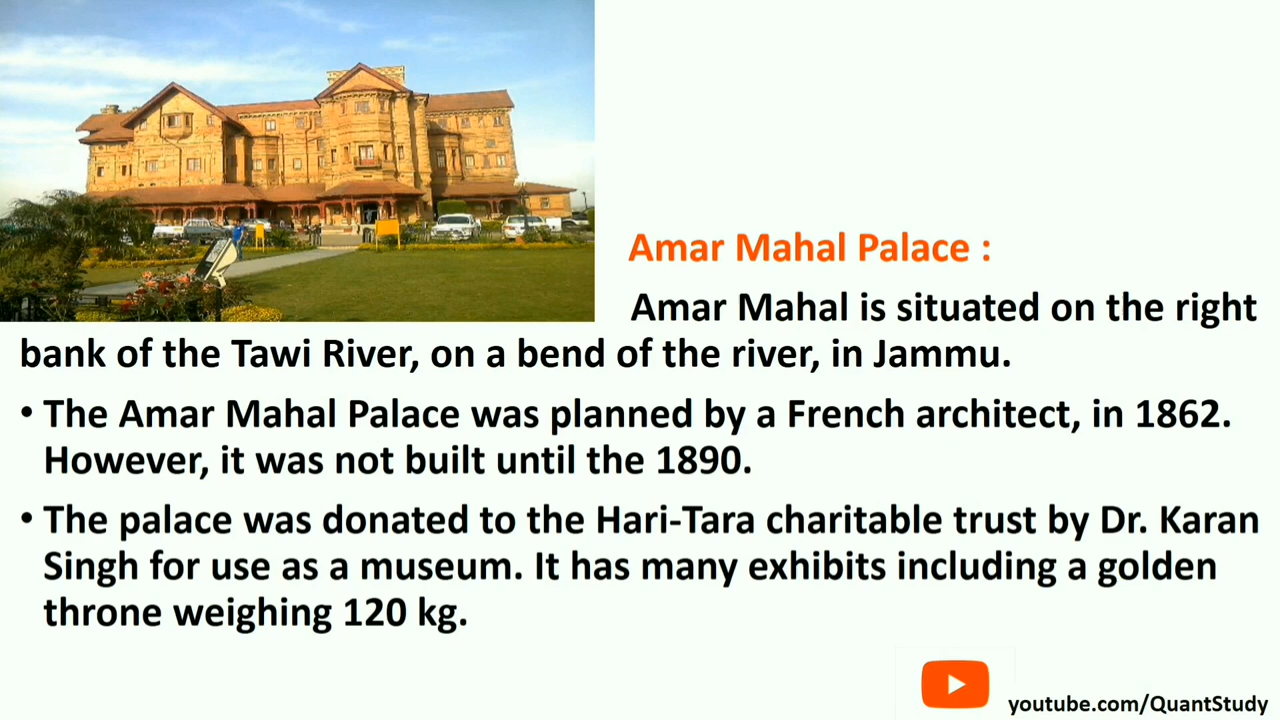 Amar Mahal Palace :
Amar Mahal is situated on the right
bank of the Tawi River, on a bend of the river, in Jammu.
• The Amar Mahal Palace was planned by a French architect, in 1862.
However, it was not built until the 1890.
• The palace was donated to the Hari-Tara charitable trust by Dr. Karan
Singh for use as a museum. It has many exhibits including a golden
throne weighing 120 kg.
youtube.com/QuantStudy